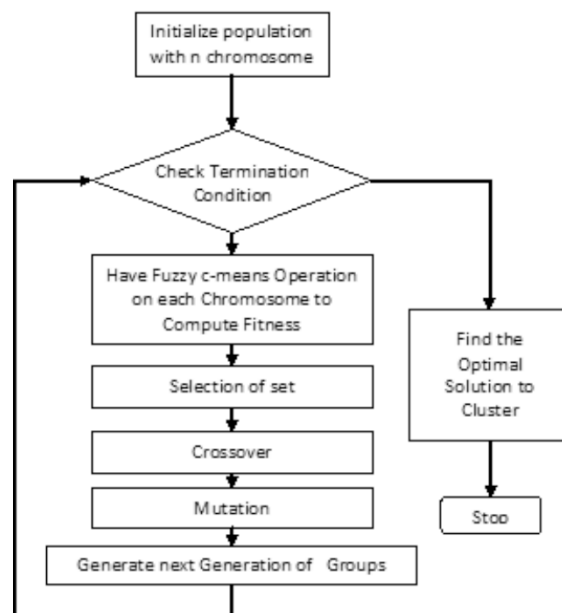 Initialize population
with n chromosome
Check Termination
Condition
Have Fuzzy c-means Operation
on each Chromosome to
Compute Fitness
Selection of set
Crossover
Mutation
Generate next Generation of Groups
Find the
Optimal
Solution to
Cluster
Stop